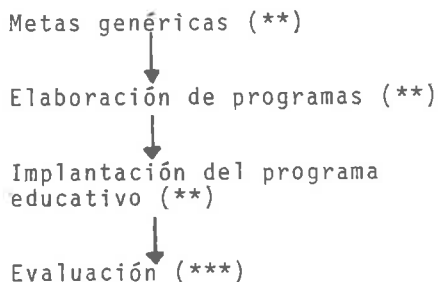 Metas genéricas (**)
Elaboración de programas (**)
Implantación del programa
educativo (**)
Evaluación (***)